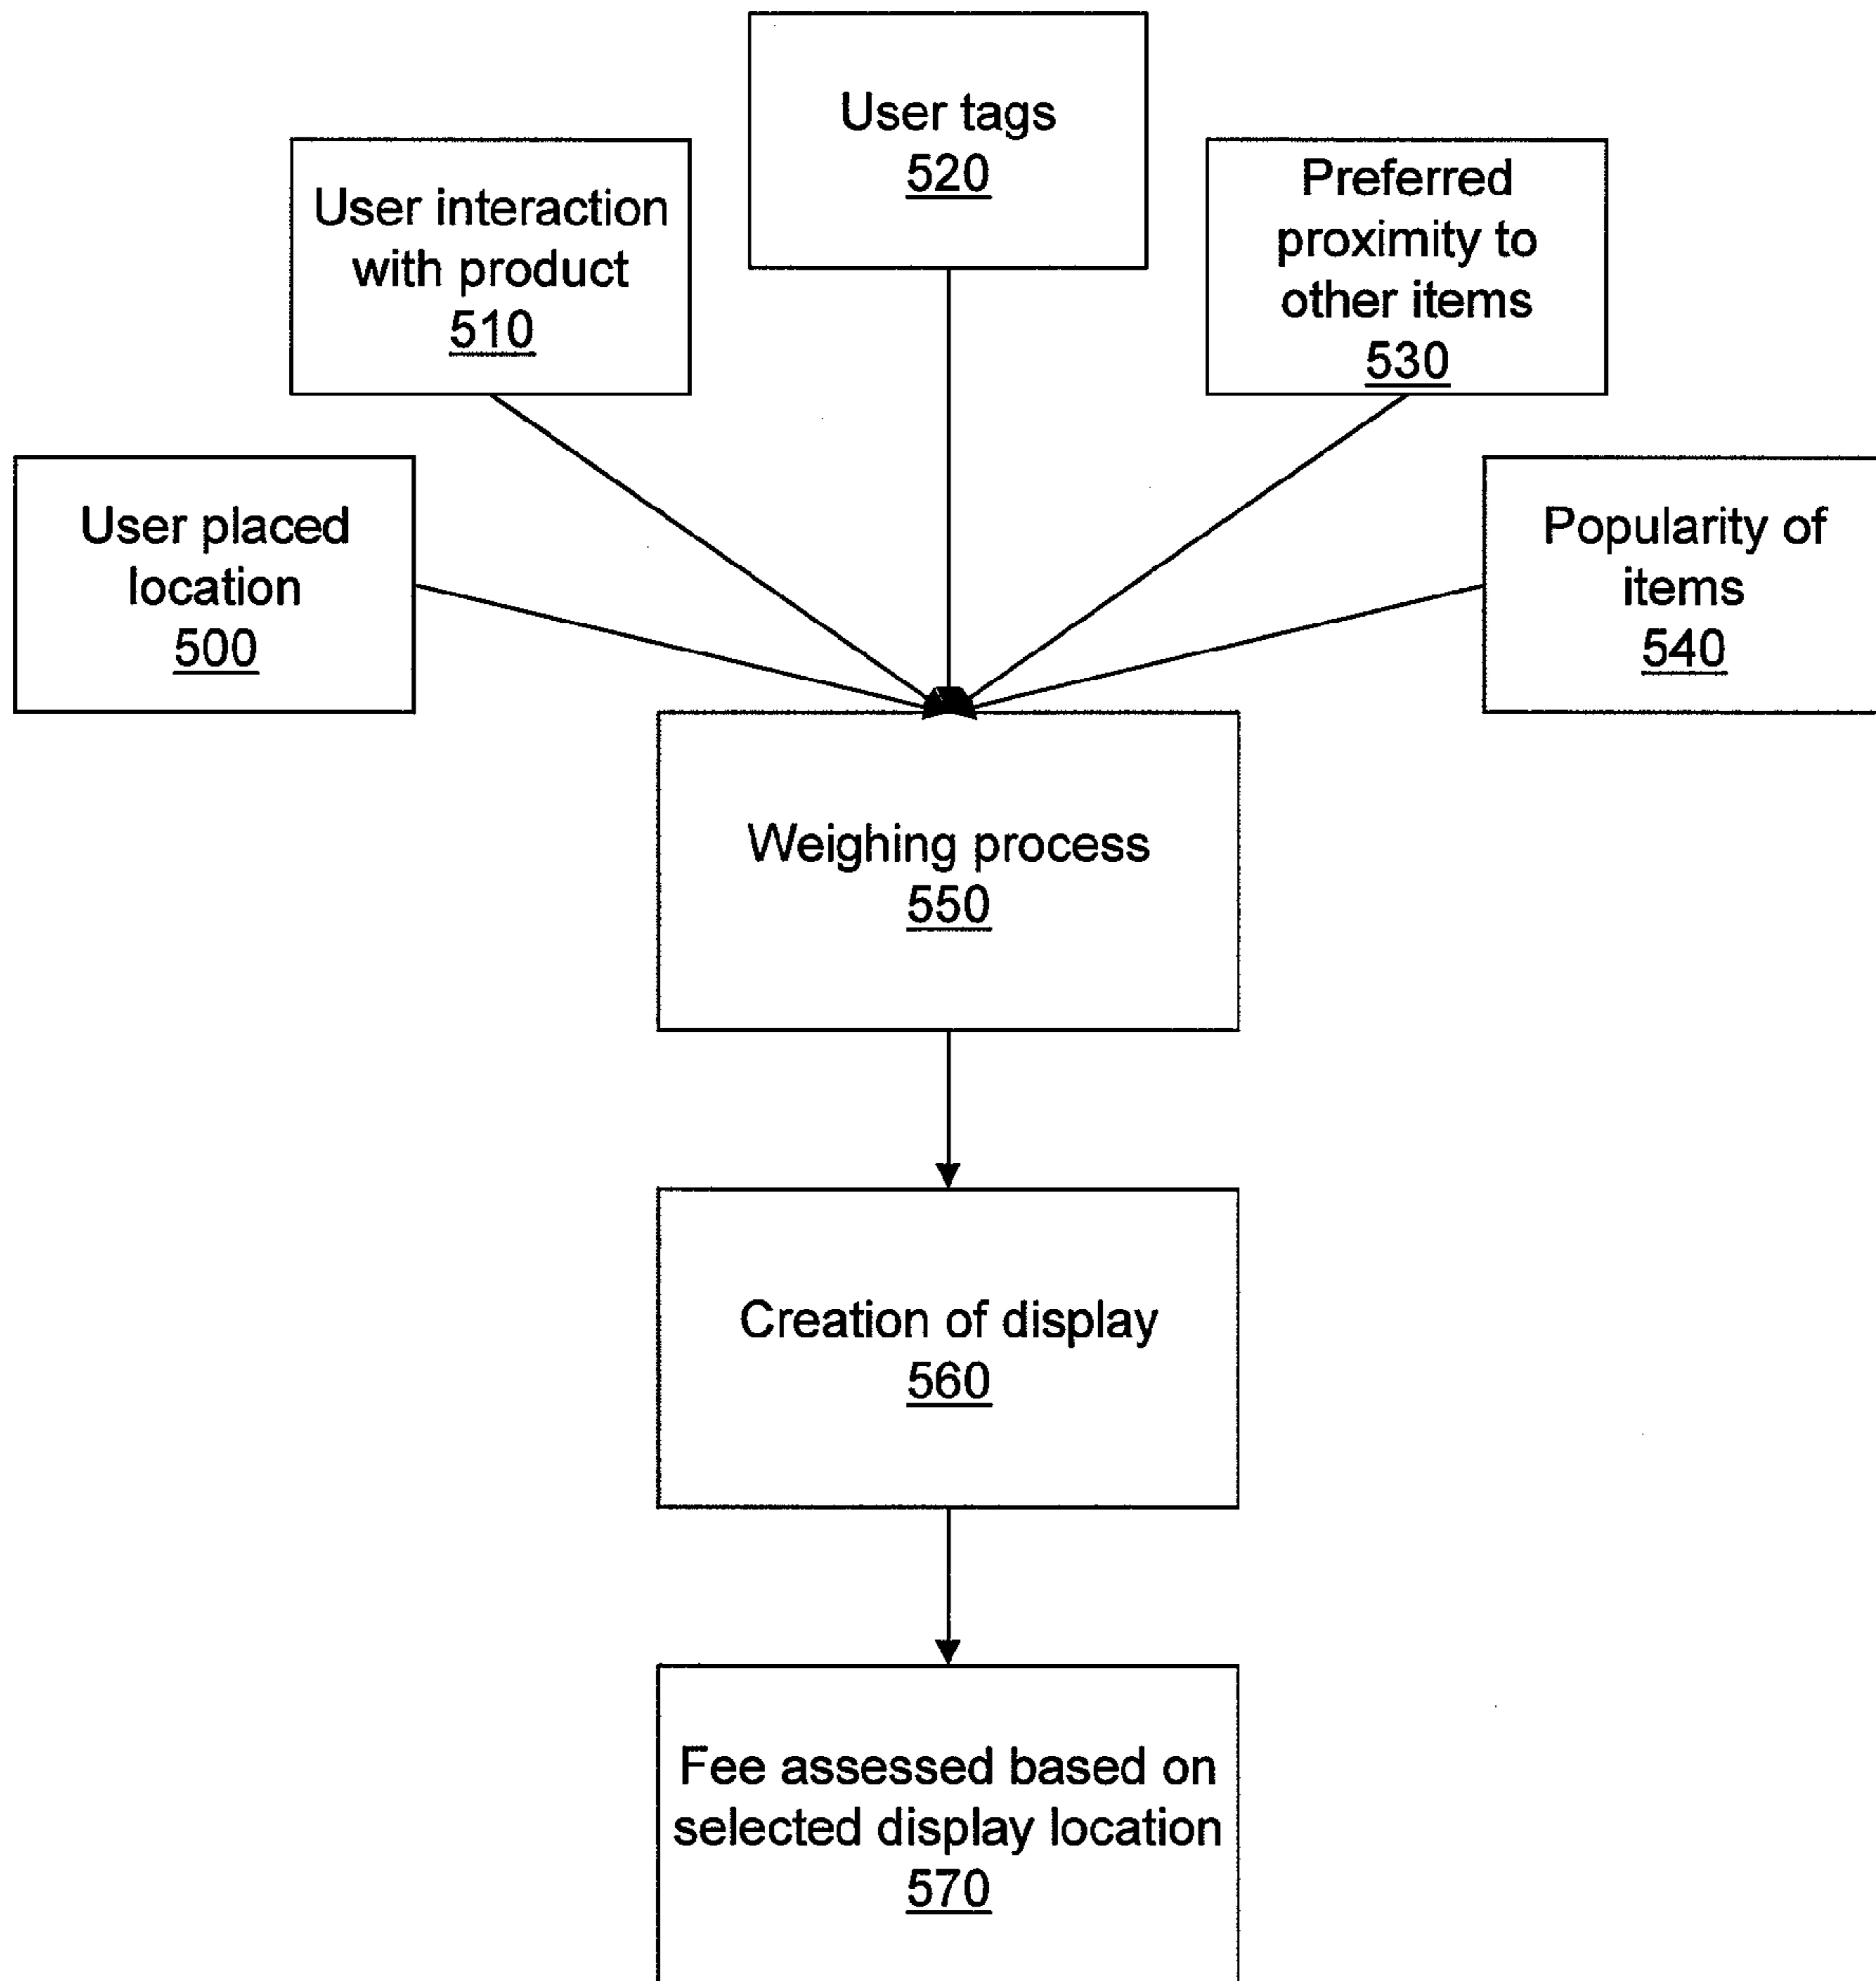 User tags
520
User interaction
with product
510
Preferred
proximity to
other items
530
User placed
location
500
Popularity of
items
540
Weighing process
550
Creation of display
560
Fee assessed based on
selected display location
570